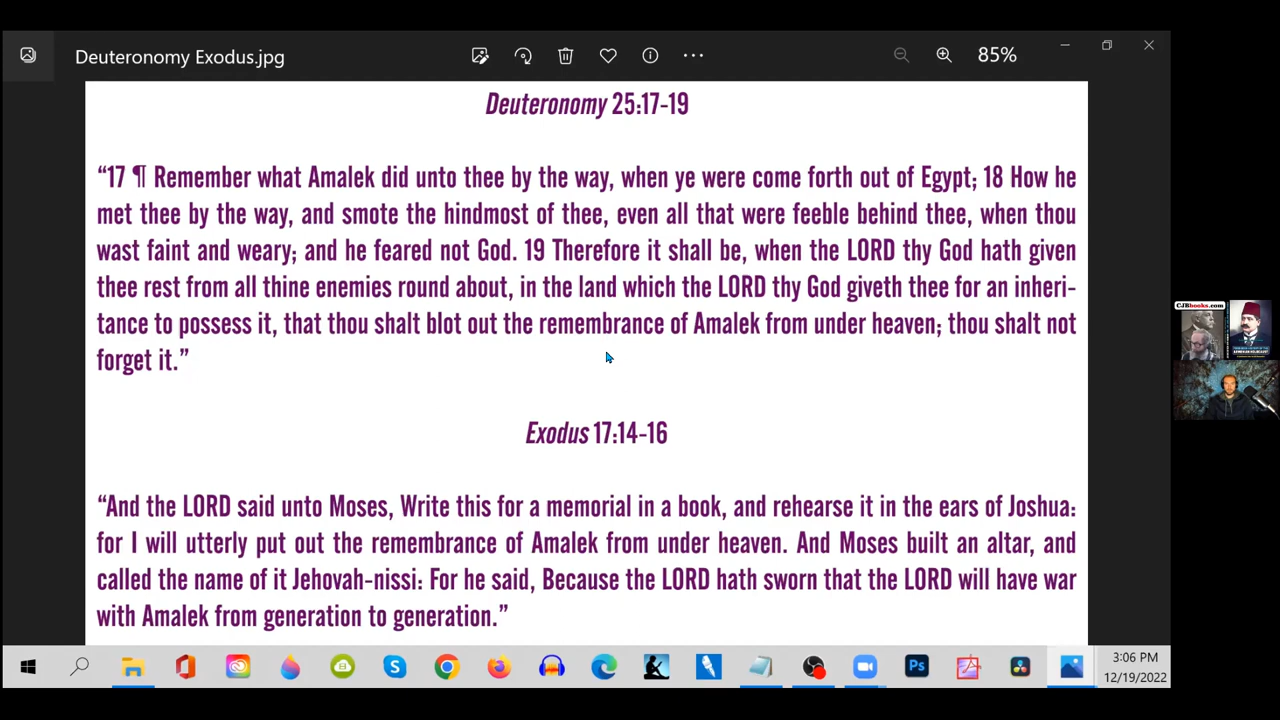 Deuteronomy Exodus.jpg
85%
Deuteronomy 25:17-19
“17 ¶ Remember what Amalek did unto thee by the way, when ye were come forth out of Egypt; 18 How he
met thee by the way, and smote the hindmost of thee, even all that were feeble behind thee, when thou
wast faint and weary; and he feared not God. 19 Therefore it shall be, when the LORD thy God hath given
thee rest from all thine enemies round about, in the land which the LORD thy God giveth thee for an inheri-
tance to possess it, that thou shalt blot out the remembrance of Amalek from under heaven; thou shalt not
forget it.”
Exodus 17:14-16
“And the LORD said unto Moses, Write this for a memorial in a book, and rehearse it in the ears of Joshua:
for I will utterly put out the remembrance of Amalek from under heaven. And Moses built an altar, and
called the name of it Jehovah-nissi: For he said, Because the LORD hath sworn that the LORD will have war
with Amalek from generation to generation.”
CJBbooks.com
Ps
3:06 PM
12/19/2022